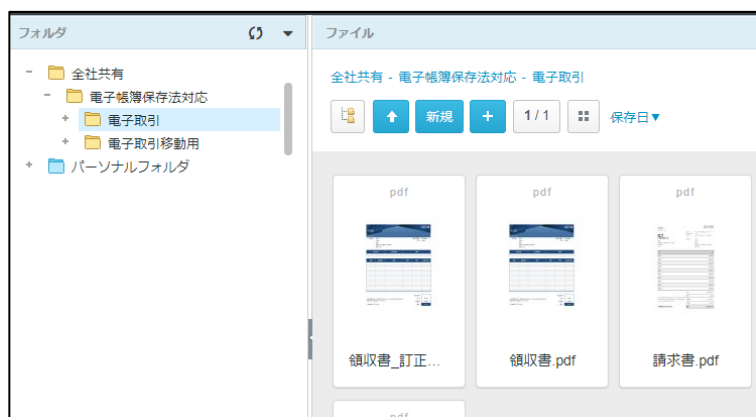 フォルダ
全社共有
電子帳簿保存法対応
電子取引
電子取引移動用
パーソナルフォルダ
ファイル
全社共有 - 電子帳簿保存法対応 - 電子取引
新規
1 / 1
保存日▼
pdf
pdf
pdf
領収書_訂正...
領収書.pdf
請求書.pdf
pdf